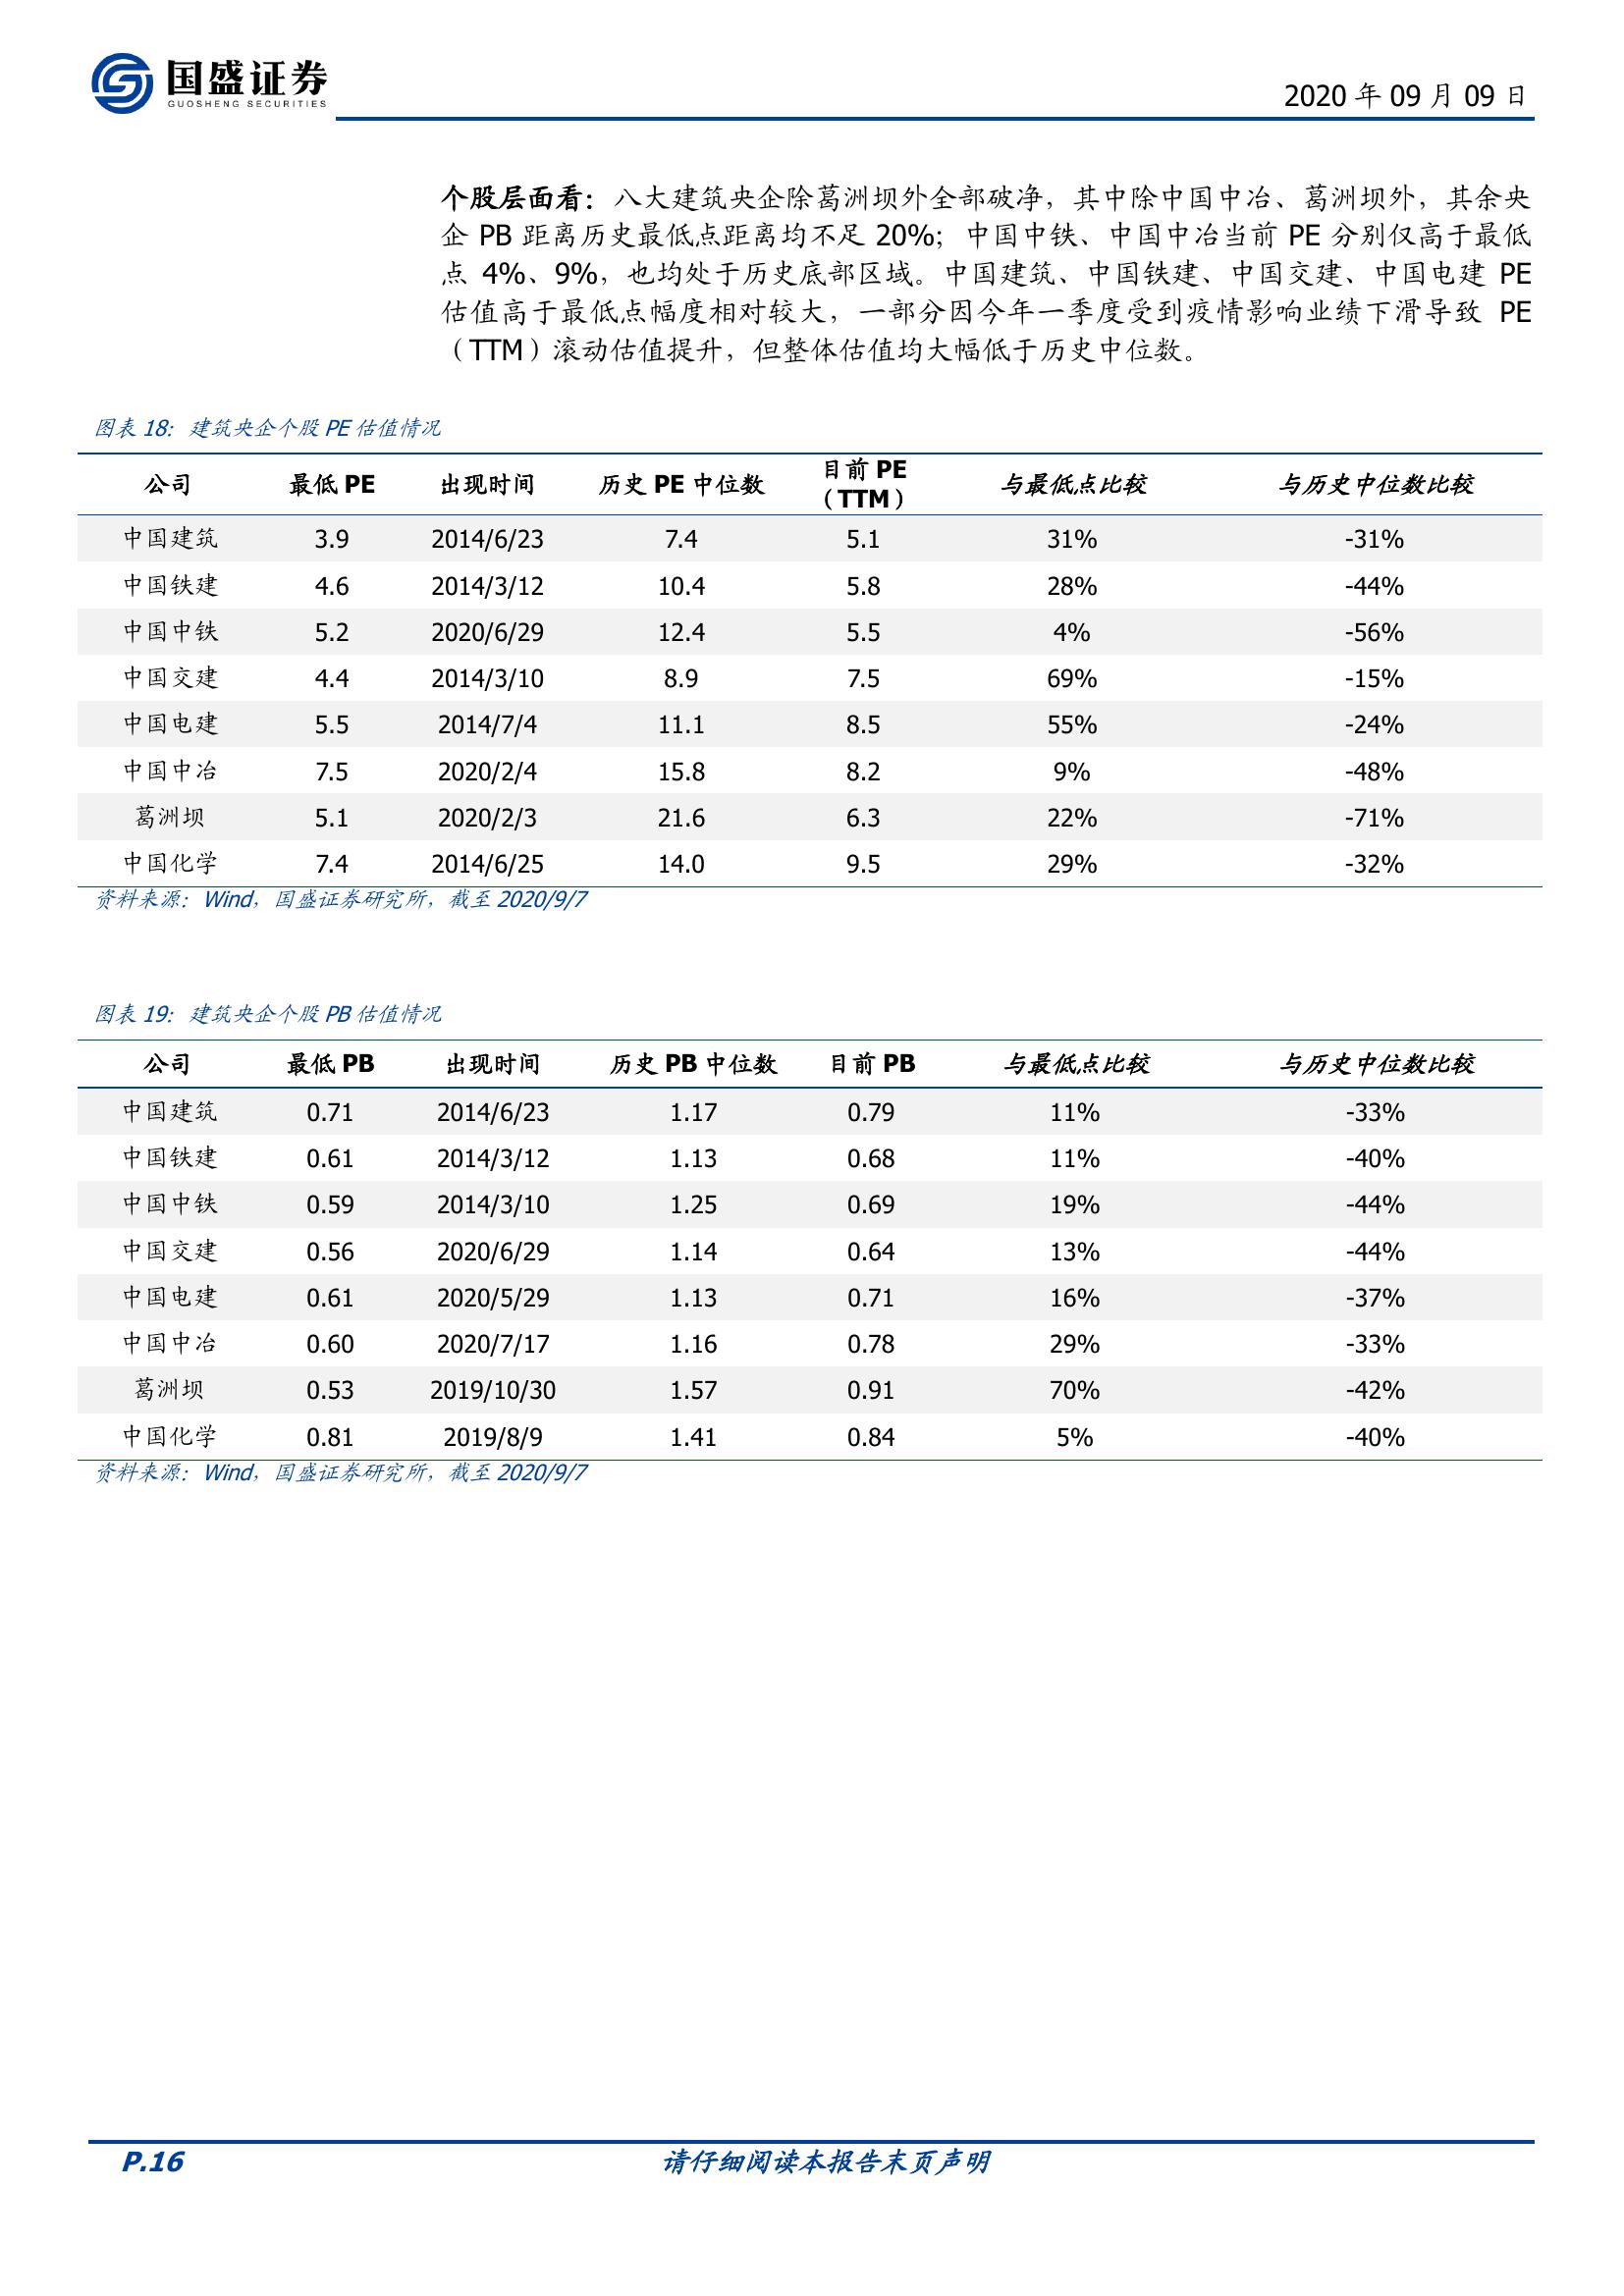 国盛证券
GUOSHENG SECURITIES
2020 年 09 月 09 日
个股层面看：八大建筑央企除葛洲坝外全部破净，其中除中国中冶、葛洲坝外，其余央
企 PB 距离历史最低点距离均不足 20%；中国中铁、中国中冶当前 PE 分别仅高于最低
点 4%、9%，也均处于历史底部区域。中国建筑、中国铁建、中国交建、中国电建 PE
估值高于最低点幅度相对较大，一部分因今年一季度受到疫情影响业绩下滑导致 PE
（TTM）滚动估值提升，但整体估值均大幅低于历史中位数。
图表 18：建筑央企个股 PE 估值情况
公司 最低 PE 出现时间 历史 PE 中位数 目前 PE（TTM） 与最低点比较 与历史中位数比较
中国建筑 3.9 2014/6/23 7.4 5.1 31% -31%
中国铁建 4.6 2014/3/12 10.4 5.8 28% -44%
中国中铁 5.2 2020/6/29 12.4 5.5 4% -56%
中国交建 4.4 2014/3/10 8.9 7.5 69% -15%
中国电建 5.5 2014/7/4 11.1 8.5 55% -24%
中国中冶 7.5 2020/2/4 15.8 8.2 9% -48%
葛洲坝 5.1 2020/2/3 21.6 6.3 22% -71%
中国化学 7.4 2014/6/25 14.0 9.5 29% -32%
资料来源：Wind，国盛证券研究所，截至 2020/9/7
图表 19：建筑央企个股 PB 估值情况
公司 最低 PB 出现时间 历史 PB 中位数 目前 PB 与最低点比较 与历史中位数比较
中国建筑 0.71 2014/6/23 1.17 0.79 11% -33%
中国铁建 0.61 2014/3/12 1.13 0.68 11% -40%
中国中铁 0.59 2014/3/10 1.25 0.69 19% -44%
中国交建 0.56 2020/6/29 1.14 0.64 13% -44%
中国电建 0.61 2020/5/29 1.13 0.71 16% -37%
中国中冶 0.60 2020/7/17 1.16 0.78 29% -33%
葛洲坝 0.53 2019/10/30 1.57 0.91 70% -42%
中国化学 0.81 2019/8/9 1.41 0.84 5% -40%
资料来源：Wind，国盛证券研究所，截至 2020/9/7
P.16 请仔细阅读本报告末页声明